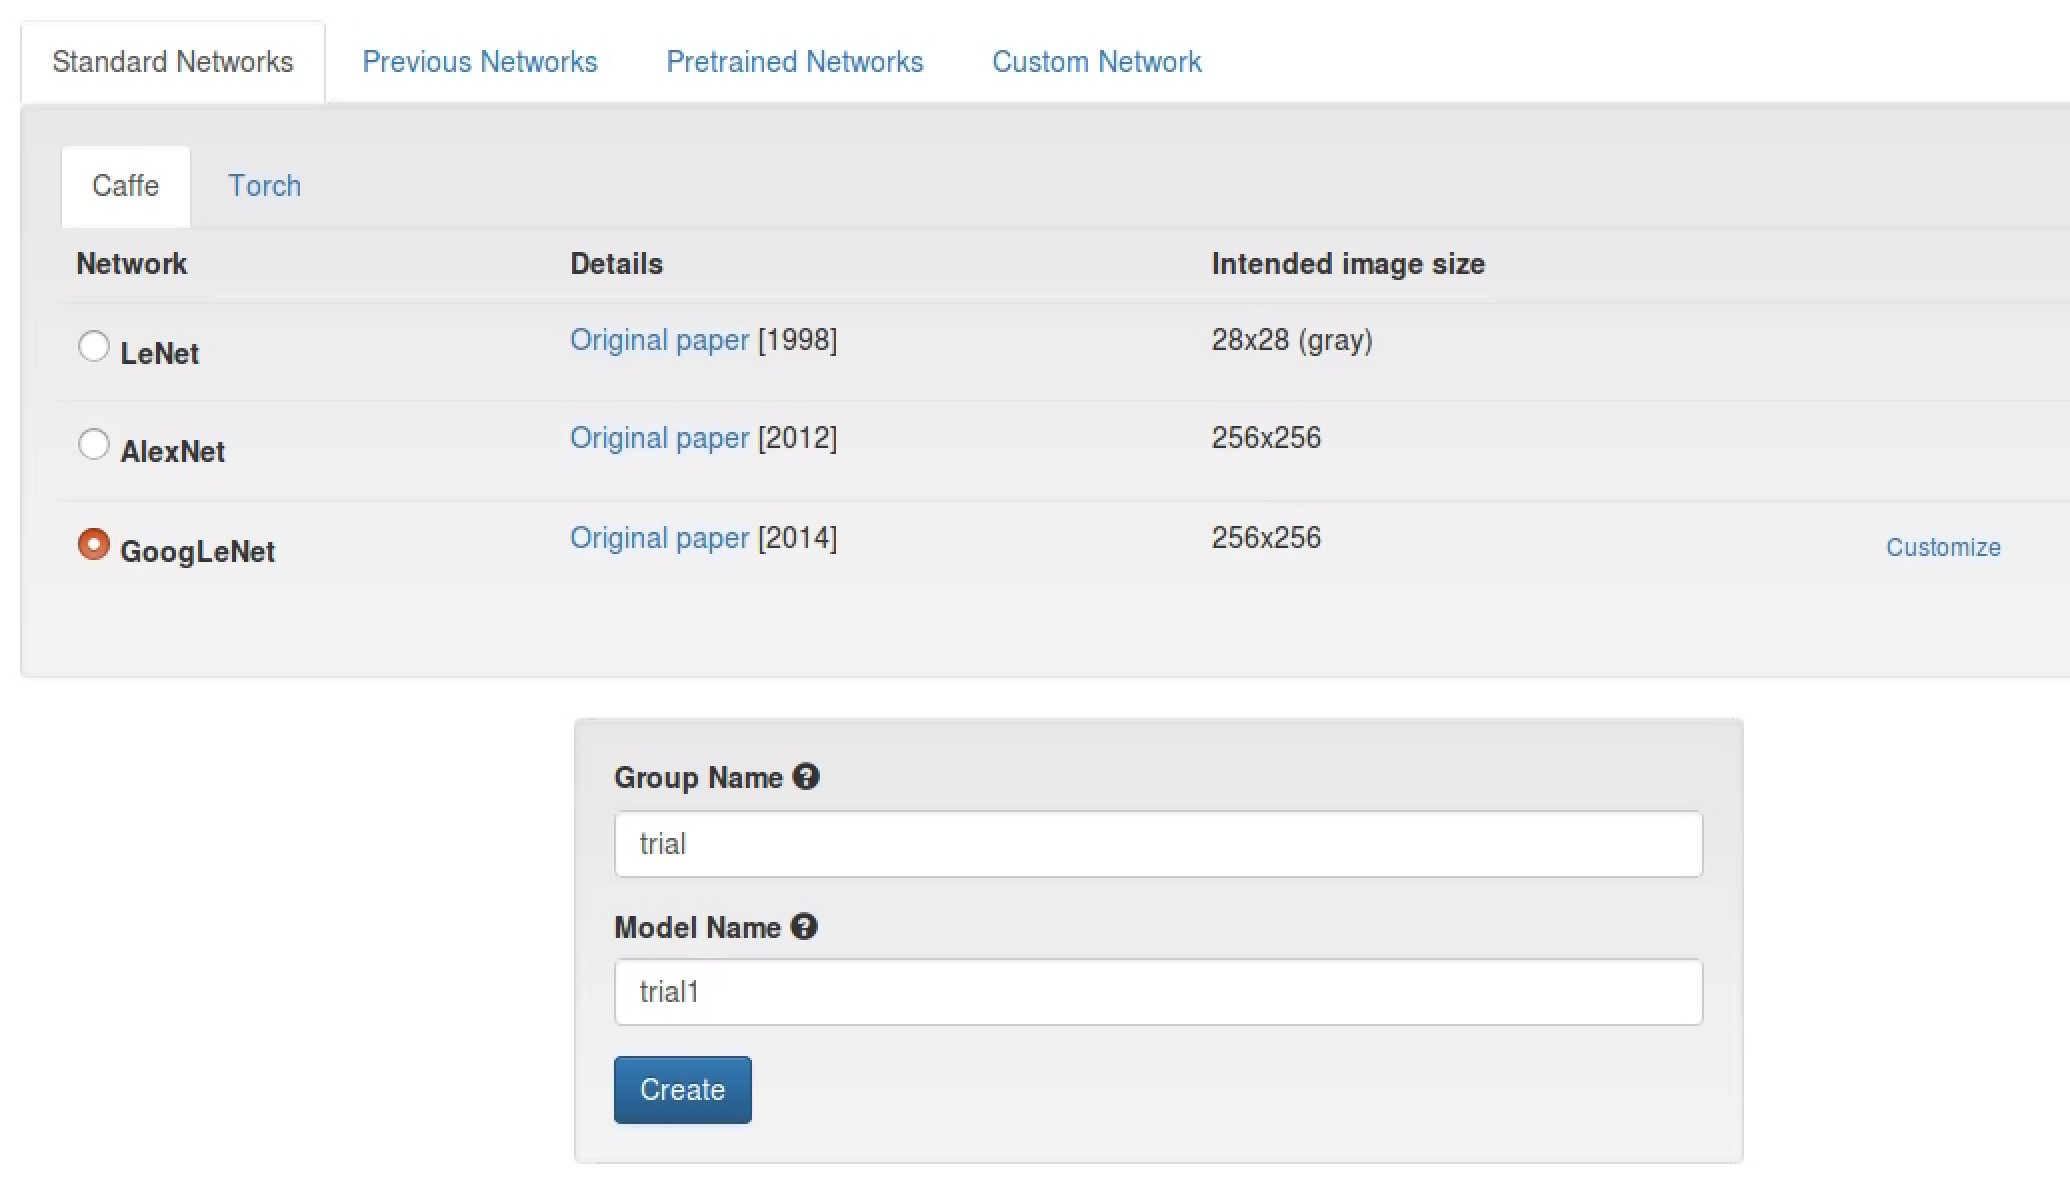 Standard Networks Previous Networks Pretrained Networks Custom Network
Caffe Torch
Network Details Intended image size
LeNet Original paper [1998] 28x28 (gray)
AlexNet Original paper [2012] 256x256
GoogLeNet Original paper [2014] 256x256 Customize
Group Name ?
trial
Model Name ?
trial1
Create